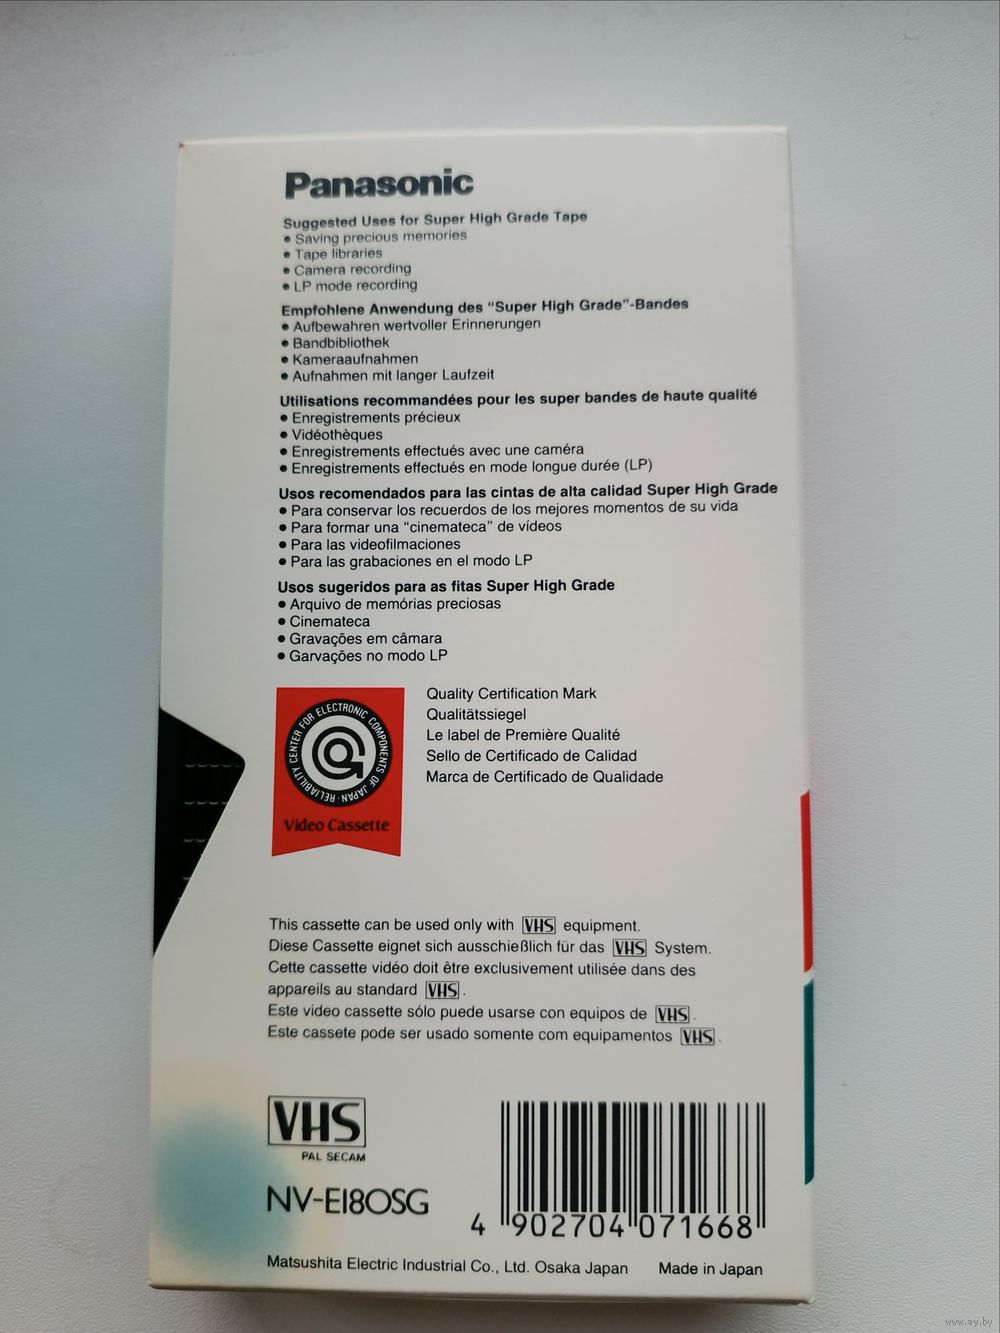 Panasonic
Suggested Uses for Super High Grade Tape
• Saving precious memories
• Tape libraries
• Camera recording
• LP mode recording
Empfohlene Anwendung des “Super High Grade”-Bandes
• Aufbewahren wertvoller Erinnerungen
• Bandbibliothek
• Kameraaufnahmen
• Aufnahmen mit langer Laufzeit
Utilisations recommandées pour les super bandes de haute qualité
• Enregistrements précieux
• Vidéothèques
• Enregistrements effectués avec une caméra
• Enregistrements effectués en mode longue durée (LP)
Usos recomendados para las cintas de alta calidad Super High Grade
• Para conservar los recuerdos de los mejores momentos de su vida
• Para formar una “cinemateca” de vídeos
• Para las videofilmaciones
• Para las grabaciones en el modo LP
Usos sugeridos para as fitas Super High Grade
• Arquivo de memórias preciosas
• Cinemateca
• Gravações em câmara
• Garvações no modo LP
RELIABILITY CENTER FOR ELECTRONIC COMPONENTS OF JAPAN
Video Cassette
Quality Certification Mark
Qualitätssiegel
Le label de Première Qualité
Sello de Certificado de Calidad
Marca de Certificado de Qualidade
This cassette can be used only with VHS equipment.
Diese Cassette eignet sich ausschießlich für das VHS System.
Cette cassette vidéo doit être exclusivement utilisée dans des
appareils au standard VHS.
Este video cassette sólo puede usarse con equipos de VHS.
Este cassete pode ser usado somente com equipamentos VHS.
VHS
PAL SECAM
NV-E180SG
4 902704 071668
Matsushita Electric Industrial Co., Ltd. Osaka Japan Made in Japan
www.ay.by